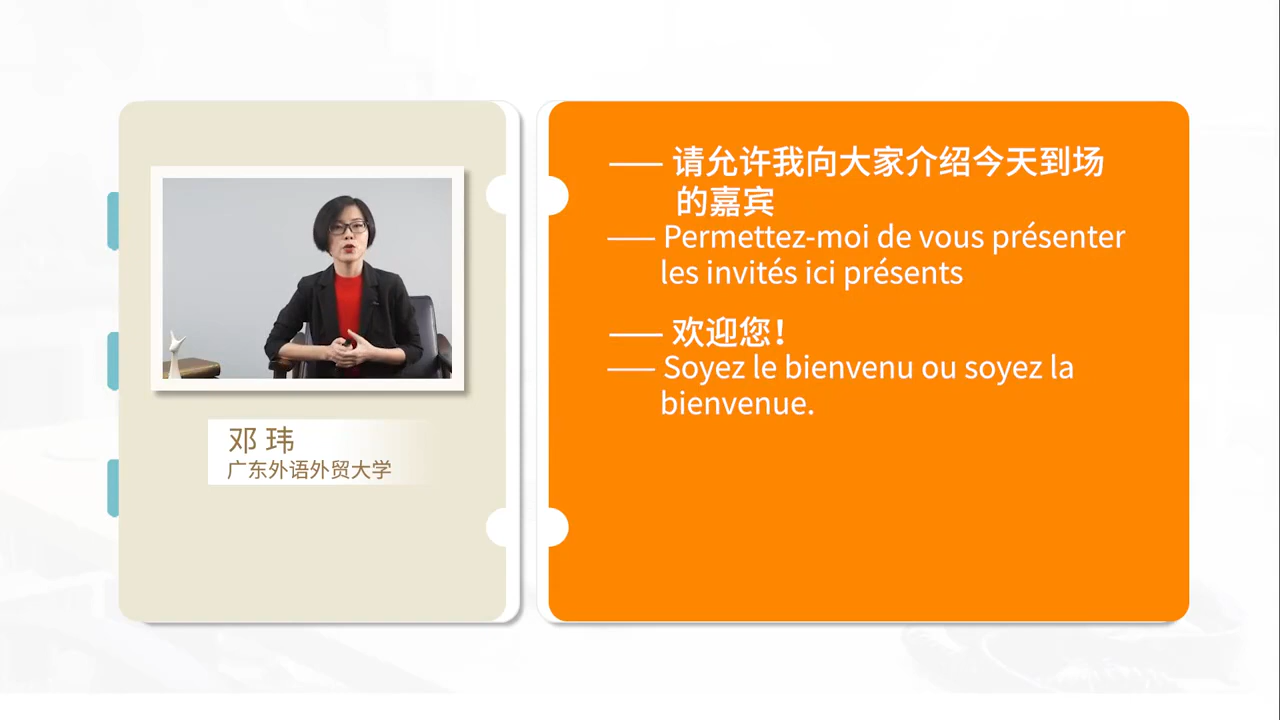 邓 玮
广东外语外贸大学
—— 请允许我向大家介绍今天到场
的嘉宾
—— Permettez-moi de vous présenter
les invités ici présents
—— 欢迎您！
—— Soyez le bienvenu ou soyez la
bienvenue.